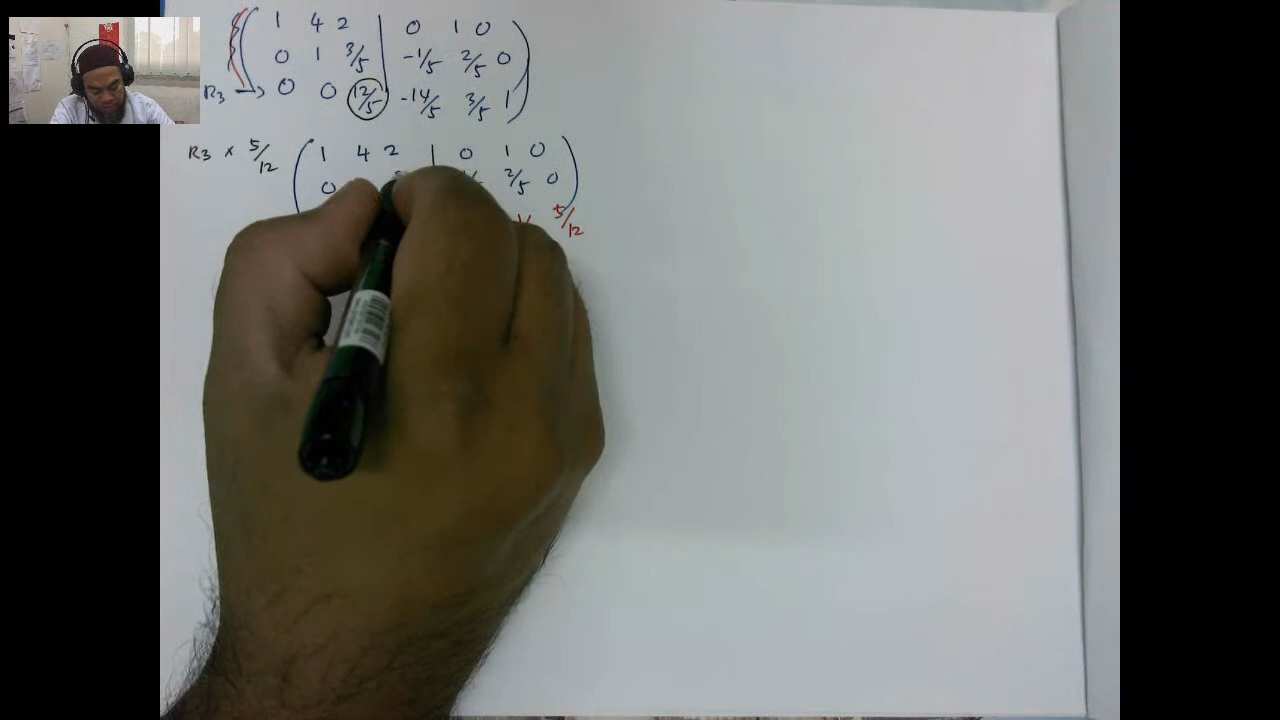 1 4 2 | 0 1 0
0 1 3/5 | -1/5 2/5 0
R3 → 0 0 12/5 | -14/5 3/5 1
R3 × 5/12 ( 1 4 2 | 0 1 0 )
0 2/5 0
5/12